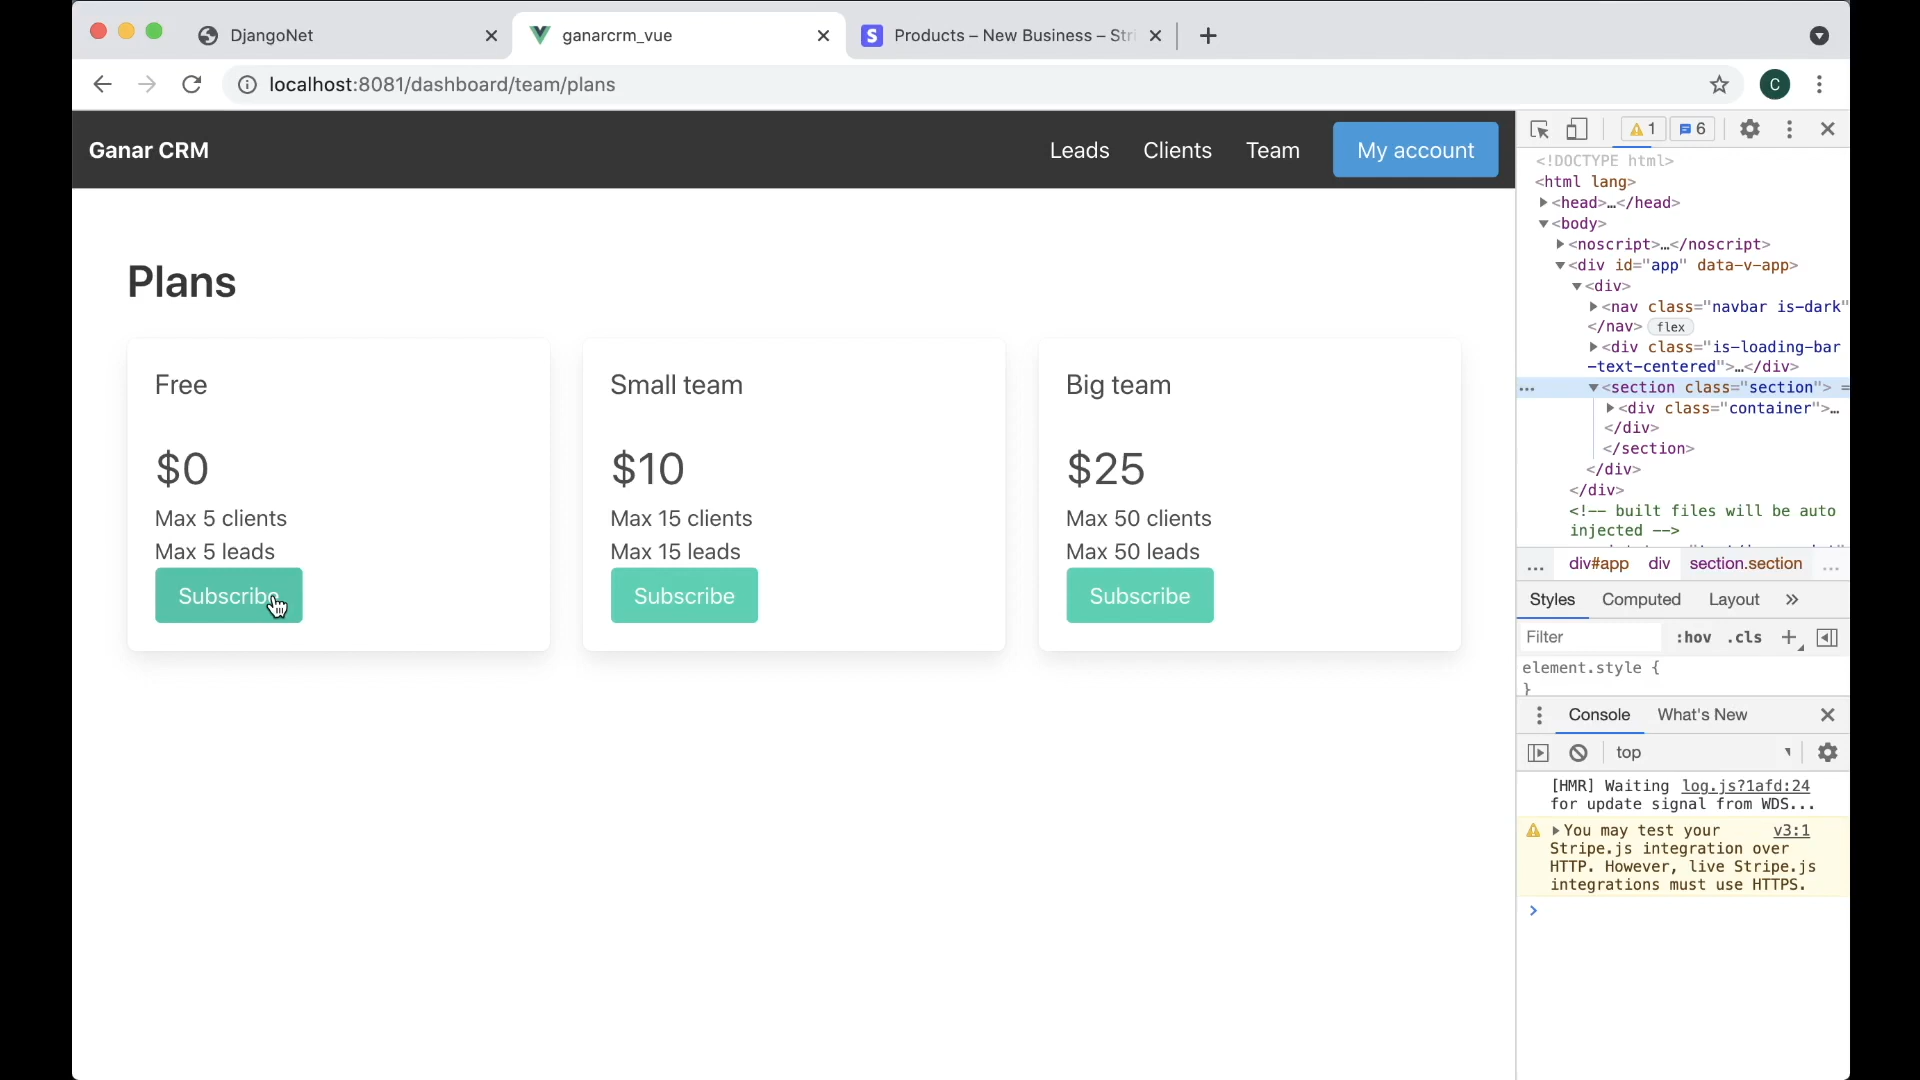 DjangoNet
ganarcrm_vue
Products – New Business – Stri
localhost:8081/dashboard/team/plans
C
Ganar CRM
Leads
Clients
Team
My account
1
6
Plans
Free
$0
Max 5 clients
Max 5 leads
Subscribe
Small team
$10
Max 15 clients
Max 15 leads
Subscribe
Big team
$25
Max 50 clients
Max 50 leads
Subscribe
<!DOCTYPE html>
<html lang>
<head>…</head>
<body>
<noscript>…</noscript>
<div id="app" data-v-app>
<div>
<nav class="navbar is-dark"
</nav> flex
<div class="is-loading-bar
-text-centered">…</div>
<section class="section"> =
<div class="container">…
</div>
</section>
</div>
</div>
<!-- built files will be auto
injected -->
... div#app div section.section ...
Styles Computed Layout »
Filter :hov .cls
element.style {
}
Console What's New
top
[HMR] Waiting log.js?1afd:24
for update signal from WDS...
You may test your v3:1
Stripe.js integration over
HTTP. However, live Stripe.js
integrations must use HTTPS.